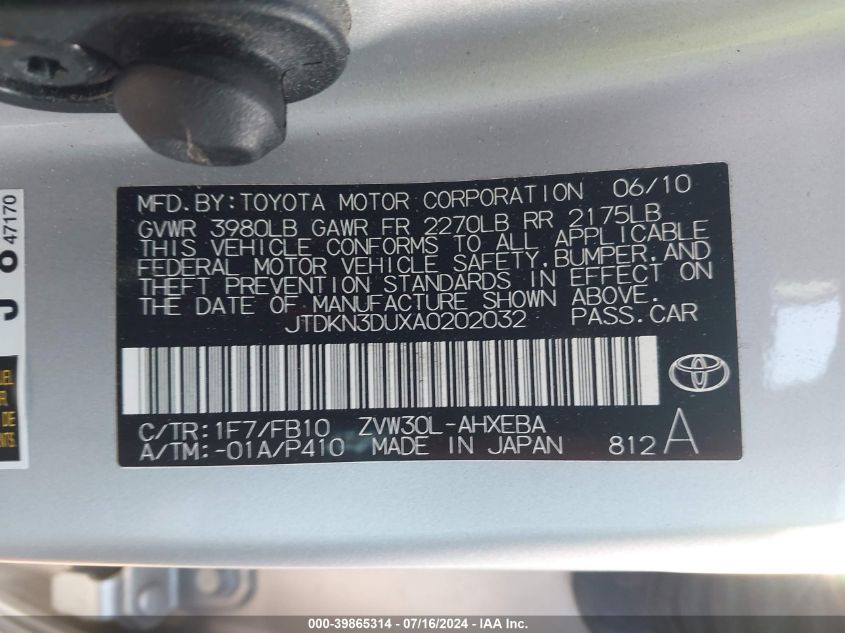 MFD. BY: TOYOTA MOTOR CORPORATION 06/10
GVWR 3980LB GAWR FR 2270LB RR 2175LB
THIS VEHICLE CONFORMS TO ALL APPLICABLE
FEDERAL MOTOR VEHICLE SAFETY, BUMPER, AND
THEFT PREVENTION STANDARDS IN EFFECT ON
THE DATE OF MANUFACTURE SHOWN ABOVE.
JTDKN3DUXA0202032 PASS. CAR
C/TR: 1F7/FB10 ZVW30L-AHXEBA
A/TM: -01A/P410 MADE IN JAPAN 812 A
47170
DE
000-39865314 - 07/16/2024 - IAA Inc.